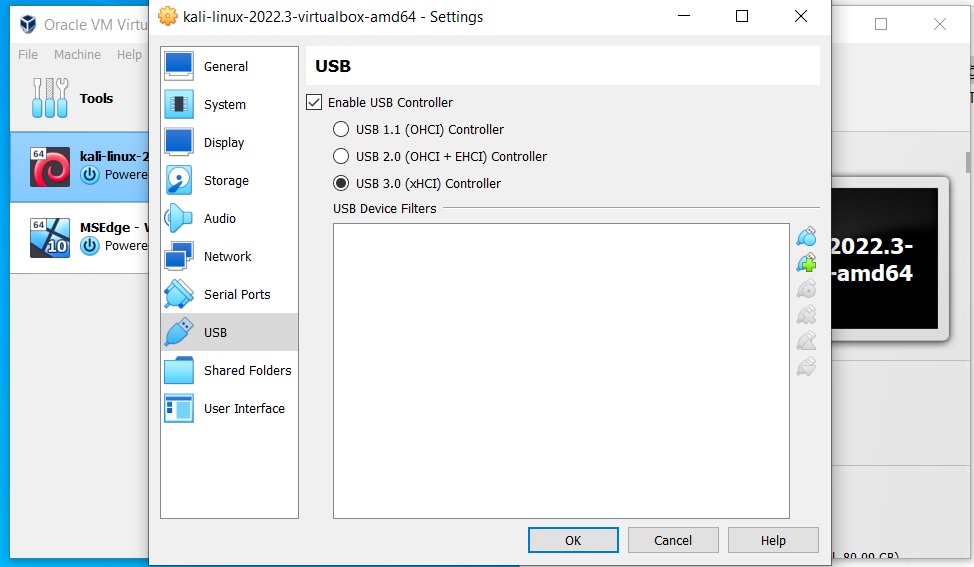 Oracle VM Virtu
File Machine Help
Tools
64
kali-linux-2
Powere
64
10
MSEdge - W
Powere
kali-linux-2022.3-virtualbox-amd64 - Settings
General
System
Display
Storage
Audio
Network
Serial Ports
USB
Shared Folders
User Interface
USB
Enable USB Controller
USB 1.1 (OHCI) Controller
USB 2.0 (OHCI + EHCI) Controller
USB 3.0 (xHCI) Controller
USB Device Filters
OK Cancel Help
2022.3-
-amd64
80.09 GB)